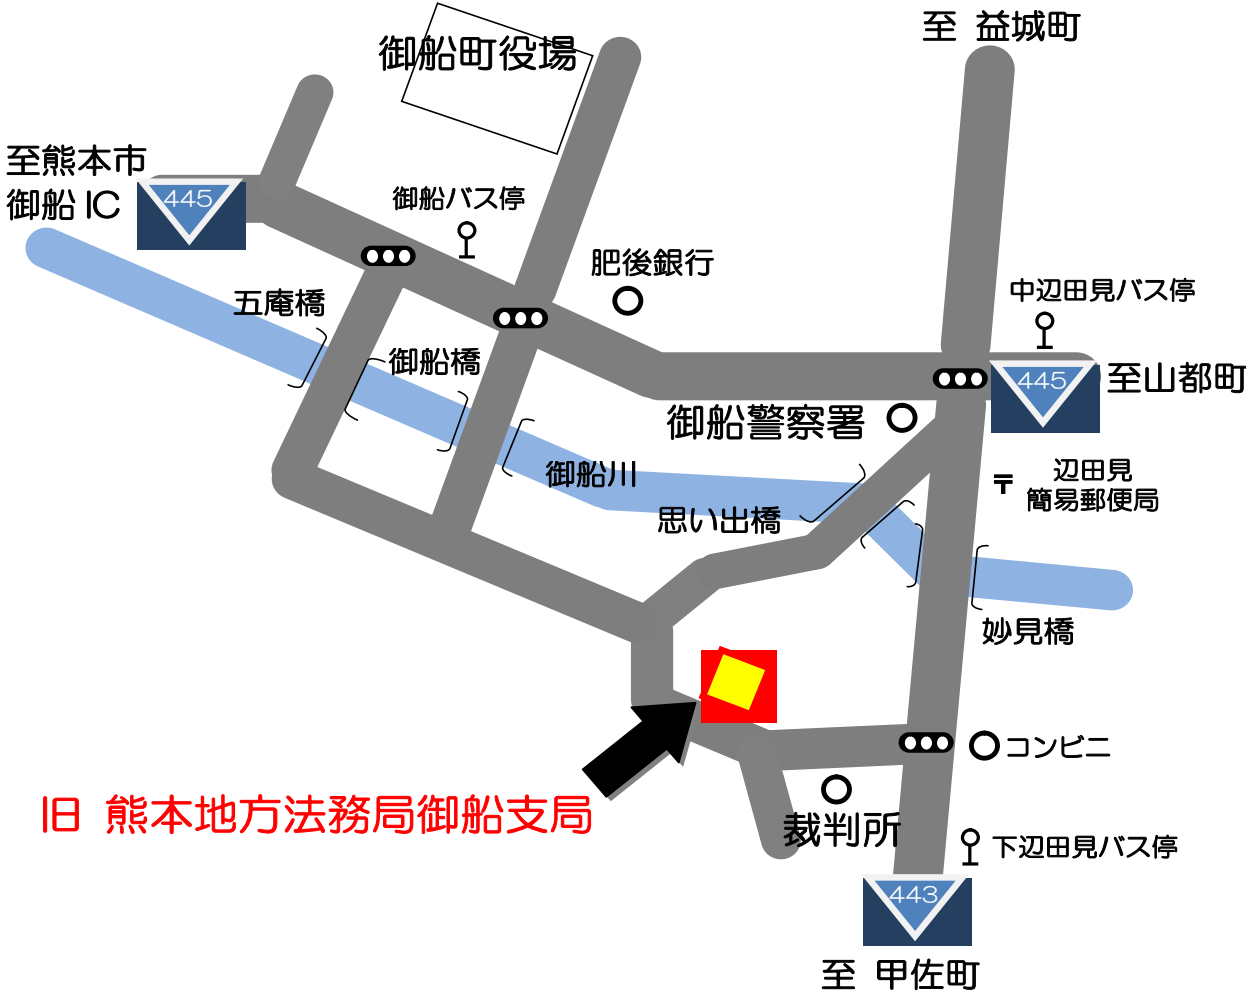 至 益城町
御船町役場
至熊本市
御船IC
445
御船バス停
肥後銀行
中辺田見バス停
五庵橋
御船橋
445
至山都町
御船警察署
御船川
辺田見
簡易郵便局
〒
思い出橋
妙見橋
コンビニ
旧 熊本地方法務局御船支局
裁判所
下辺田見バス停
443
至 甲佐町